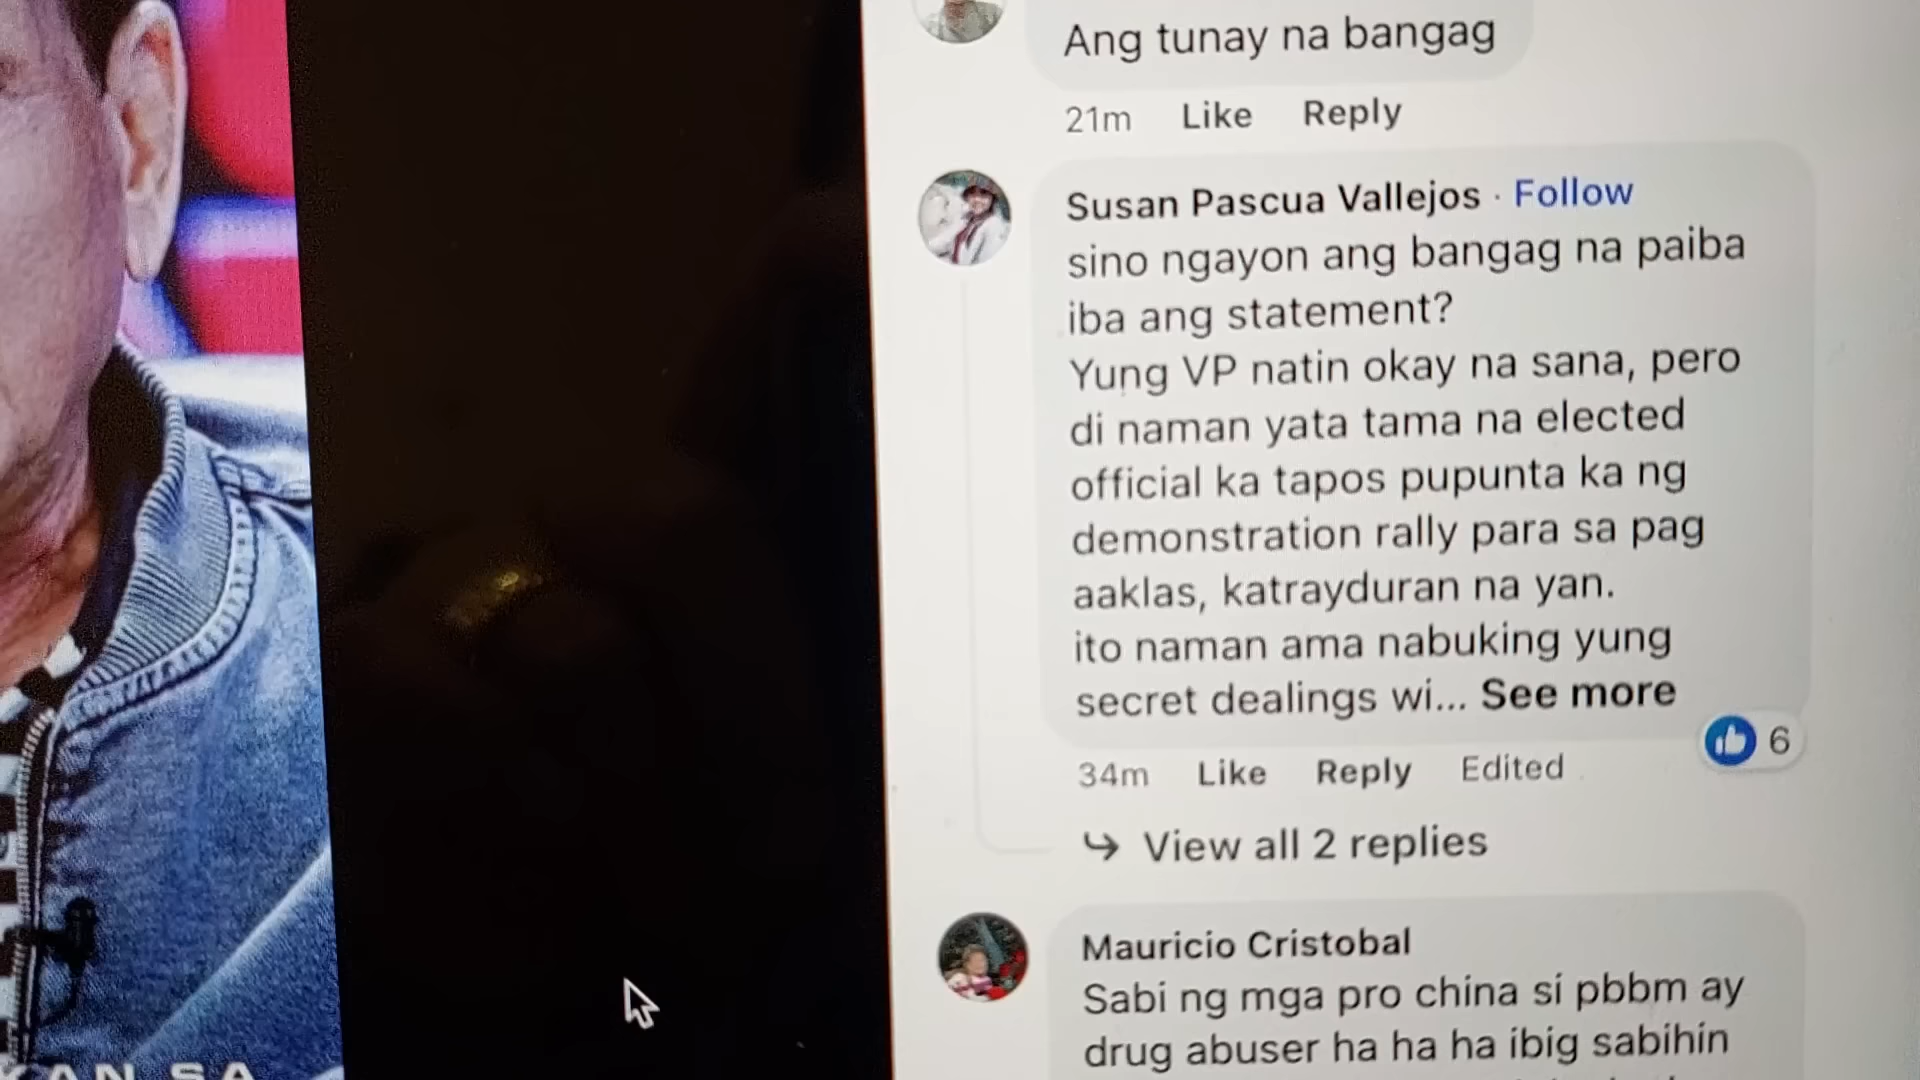 Ang tunay na bangag
21m Like Reply
Susan Pascua Vallejos · Follow
sino ngayon ang bangag na paiba
iba ang statement?
Yung VP natin okay na sana, pero
di naman yata tama na elected
official ka tapos pupunta ka ng
demonstration rally para sa pag
aaklas, katrayduran na yan.
ito naman ama nabuking yung
secret dealings wi... See more
6
34m Like Reply Edited
View all 2 replies
Mauricio Cristobal
Sabi ng mga pro china si pbbm ay
drug abuser ha ha ha ibig sabihin
AN SA